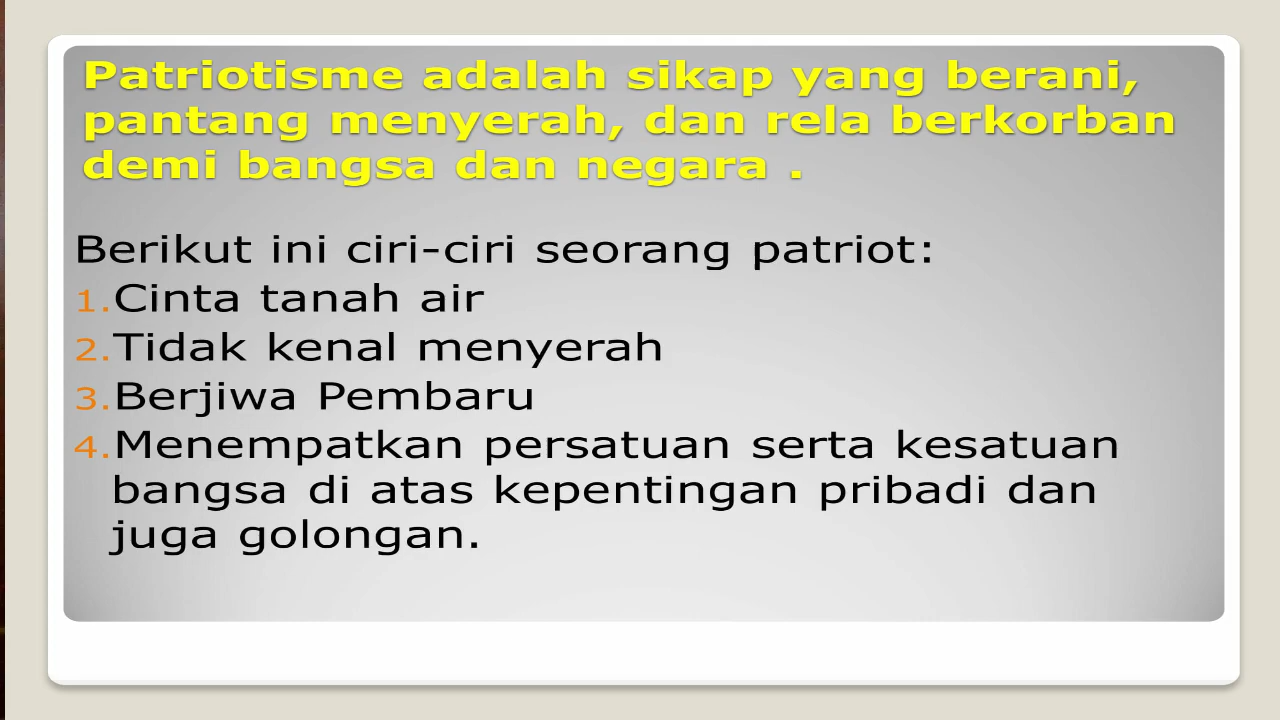 Patriotisme adalah sikap yang berani,
pantang menyerah, dan rela berkorban
demi bangsa dan negara .
Berikut ini ciri-ciri seorang patriot:
1.Cinta tanah air
2.Tidak kenal menyerah
3.Berjiwa Pembaru
4.Menempatkan persatuan serta kesatuan
bangsa di atas kepentingan pribadi dan
juga golongan.